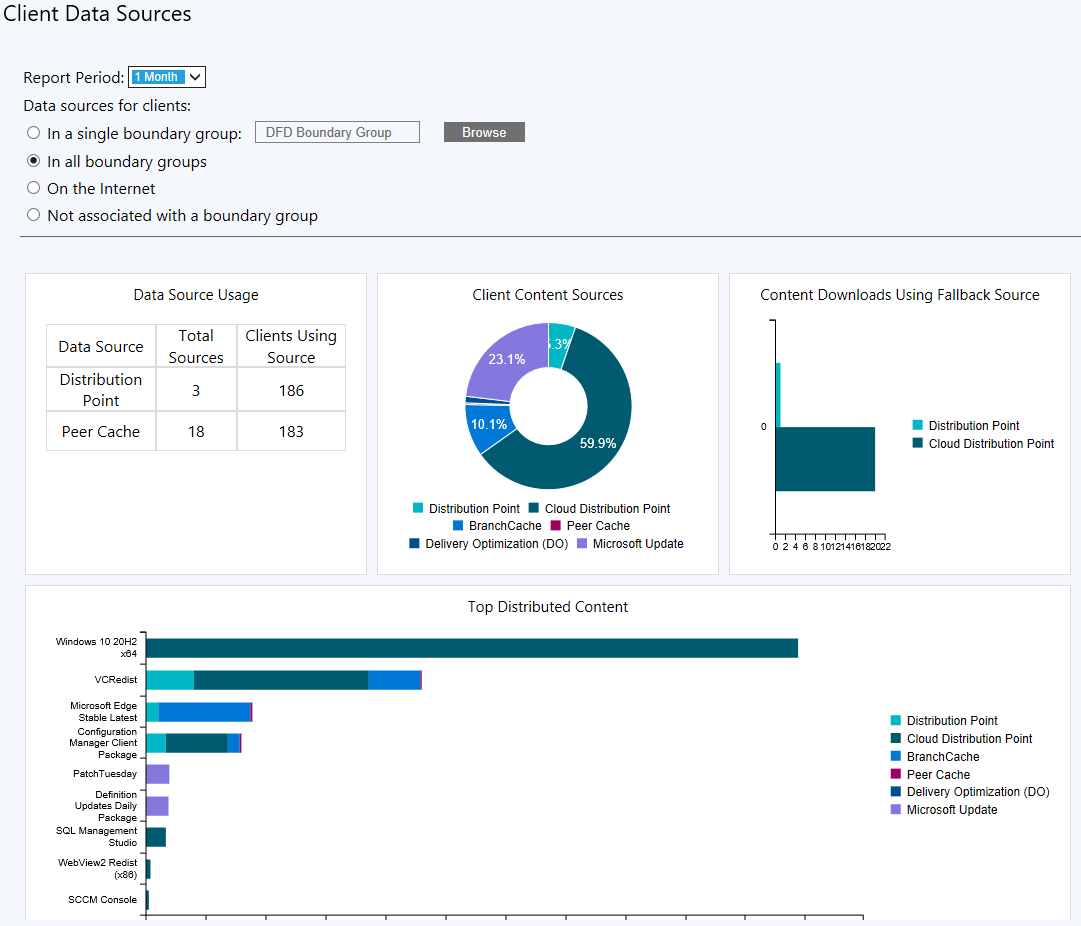 Client Data Sources
Report Period: 1 Month
Data sources for clients:
In a single boundary group: DFD Boundary Group Browse
In all boundary groups
On the Internet
Not associated with a boundary group
Data Source Usage
Data Source Total Sources Clients Using Source
Distribution Point 3 186
Peer Cache 18 183
Client Content Sources
5.3%
23.1%
10.1%
59.9%
Distribution Point Cloud Distribution Point
BranchCache Peer Cache
Delivery Optimization (DO) Microsoft Update
Content Downloads Using Fallback Source
0
Distribution Point
Cloud Distribution Point
0 2 4 6 8 10 12 14 16 18 20 22
Top Distributed Content
Windows 10 20H2
x64
VCRedist
Microsoft Edge
Stable Latest
Configuration
Manager Client
Package
PatchTuesday
Definition
Updates Daily
Package
SQL Management
Studio
WebView2 Redist
(x86)
SCCM Console
Distribution Point
Cloud Distribution Point
BranchCache
Peer Cache
Delivery Optimization (DO)
Microsoft Update